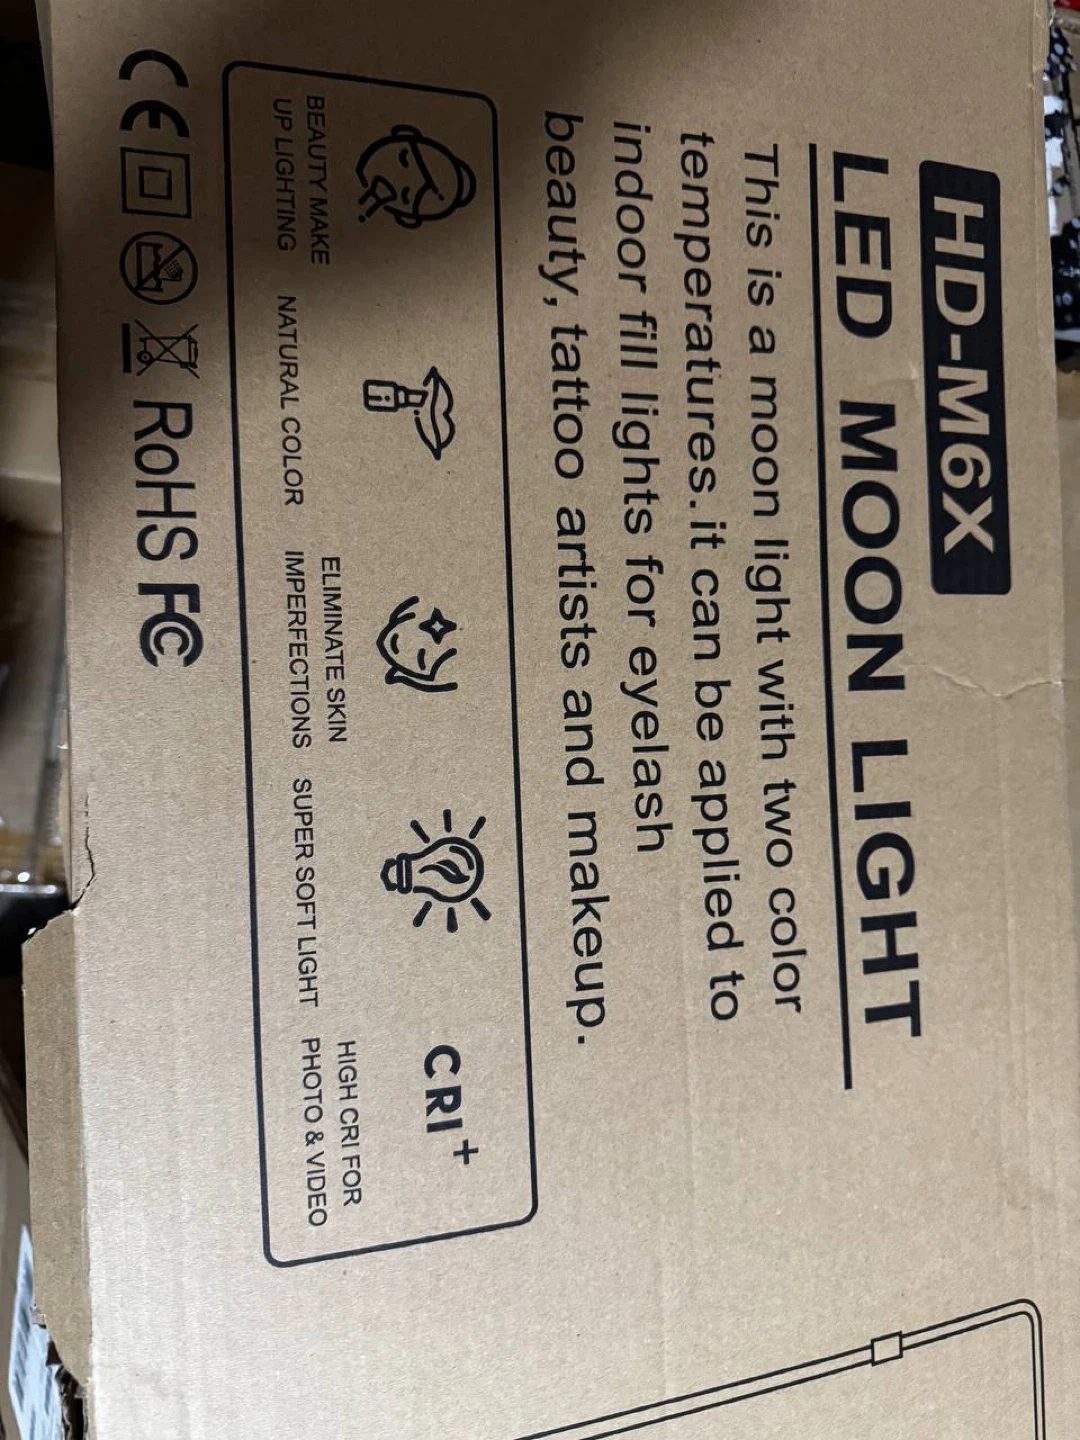 HD-M6X
LED MOON LIGHT
This is a moon light with two color
temperatures.it can be applied to
indoor fill lights for eyelash
beauty, tattoo artists and makeup.
CRI+
BEAUTY MAKE
UP LIGHTING
NATURAL COLOR
ELIMINATE SKIN
IMPERFECTIONS
SUPER SOFT LIGHT
HIGH CRI FOR
PHOTO & VIDEO
CE RoHS FC